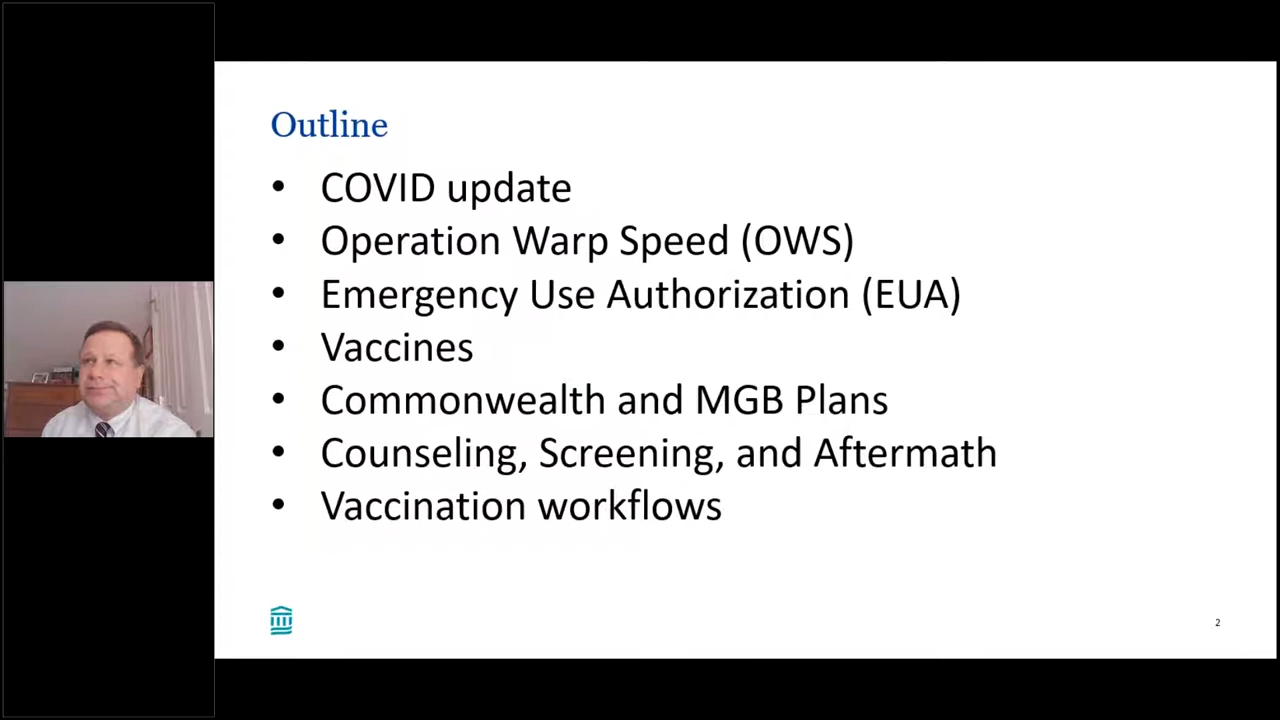 Outline
• COVID update
• Operation Warp Speed (OWS)
• Emergency Use Authorization (EUA)
• Vaccines
• Commonwealth and MGB Plans
• Counseling, Screening, and Aftermath
• Vaccination workflows
2